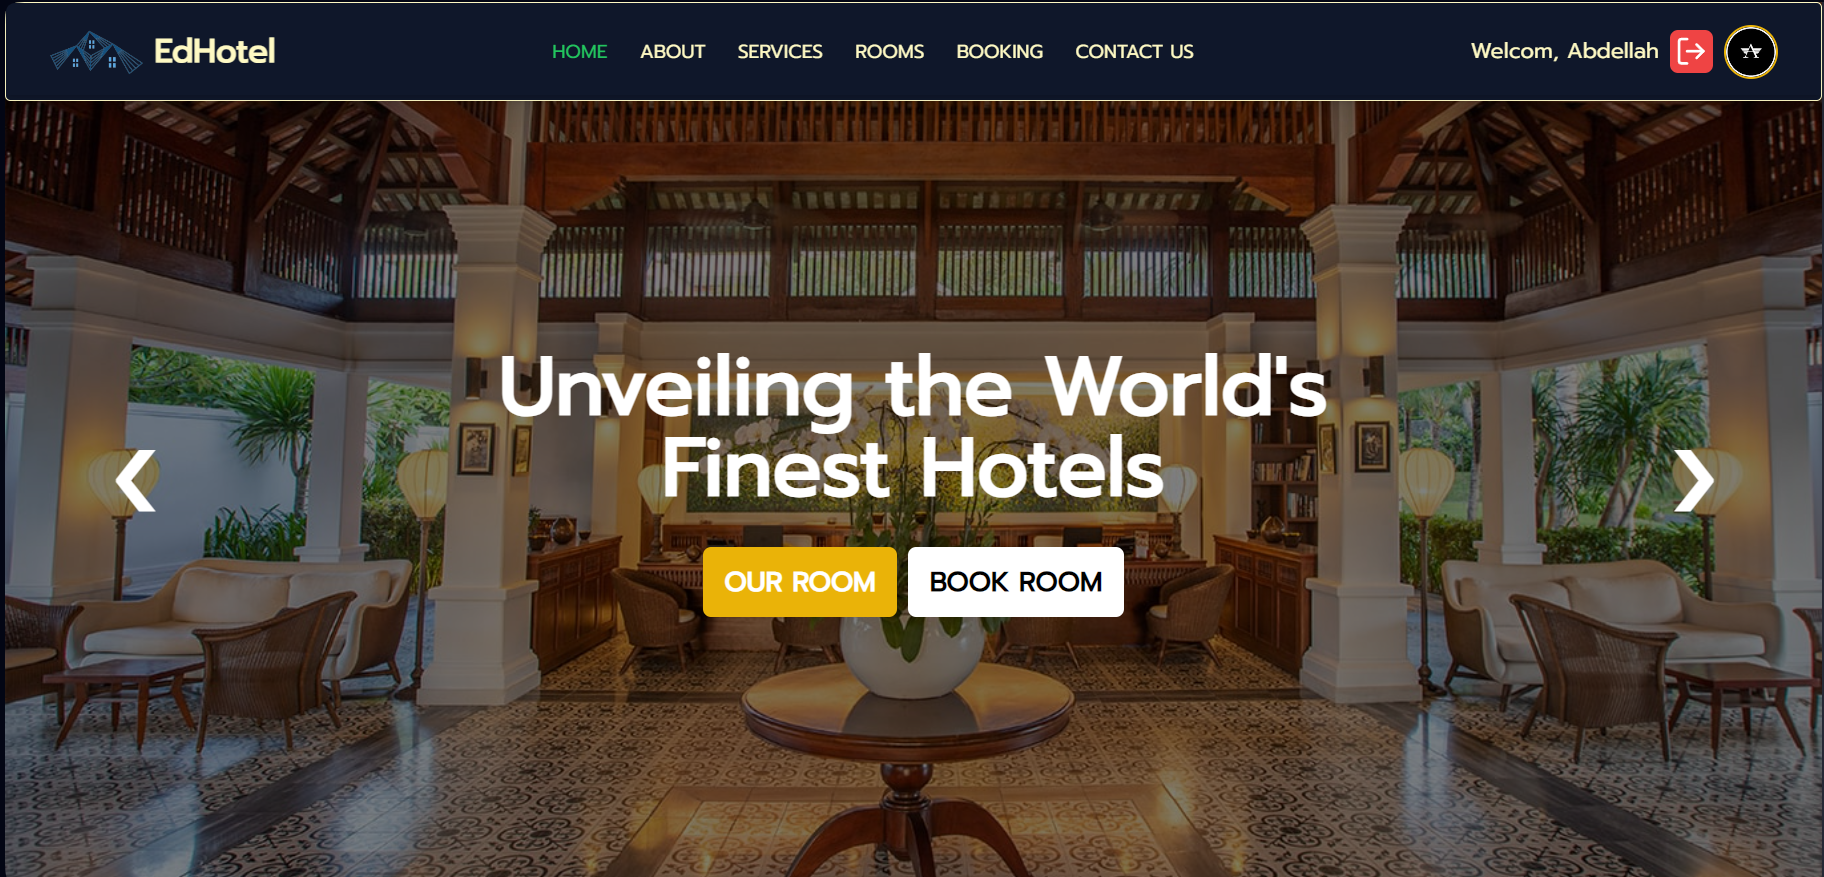 EdHotel
HOME ABOUT SERVICES ROOMS BOOKING CONTACT US
Welcom, Abdellah
Unveiling the World's
Finest Hotels
OUR ROOM BOOK ROOM